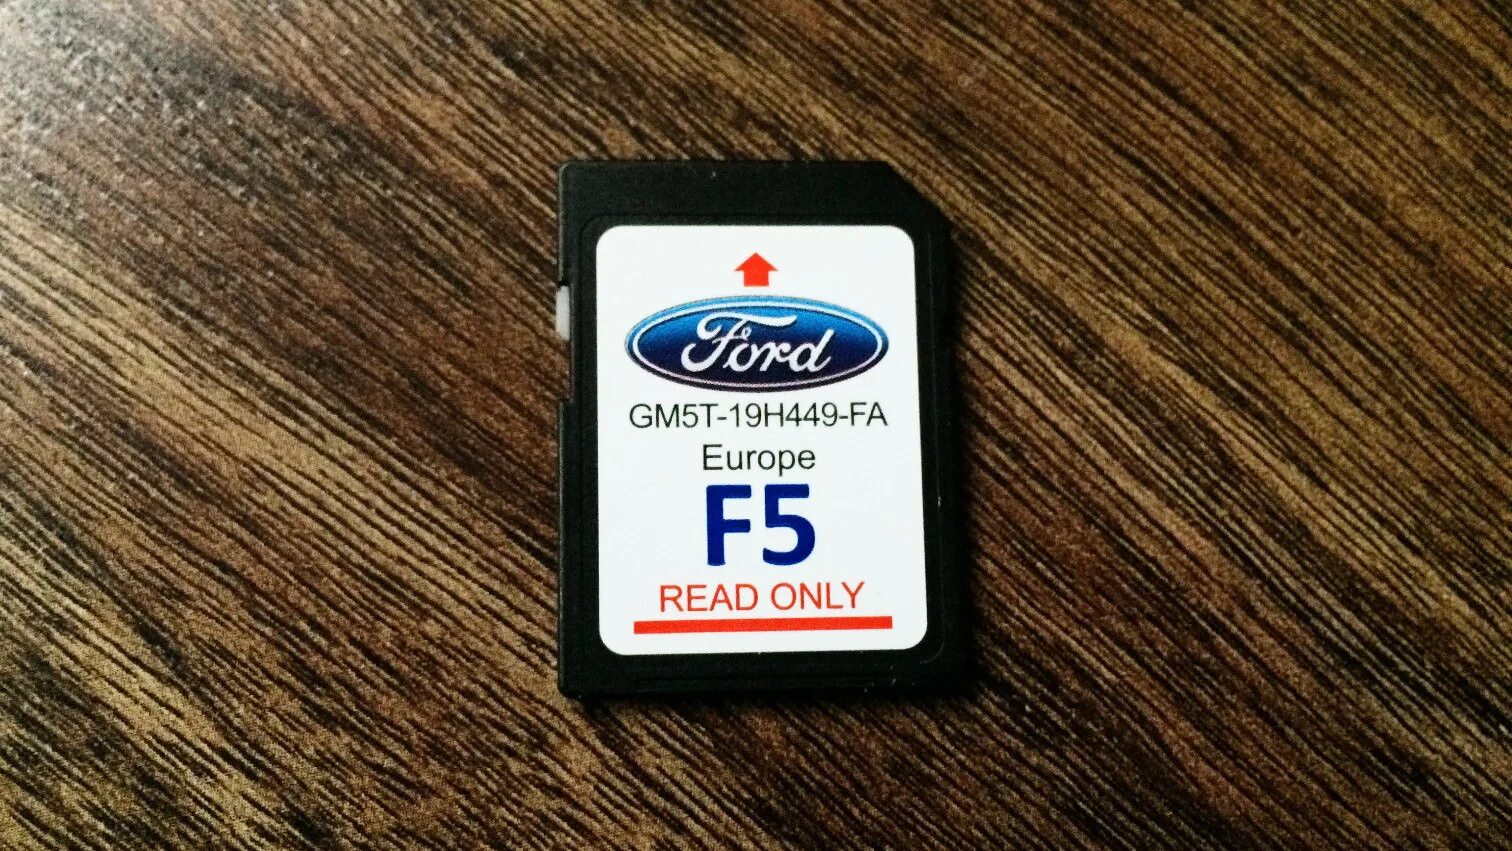 Ford
GM5T-19H449-FA
Europe
F5
READ ONLY